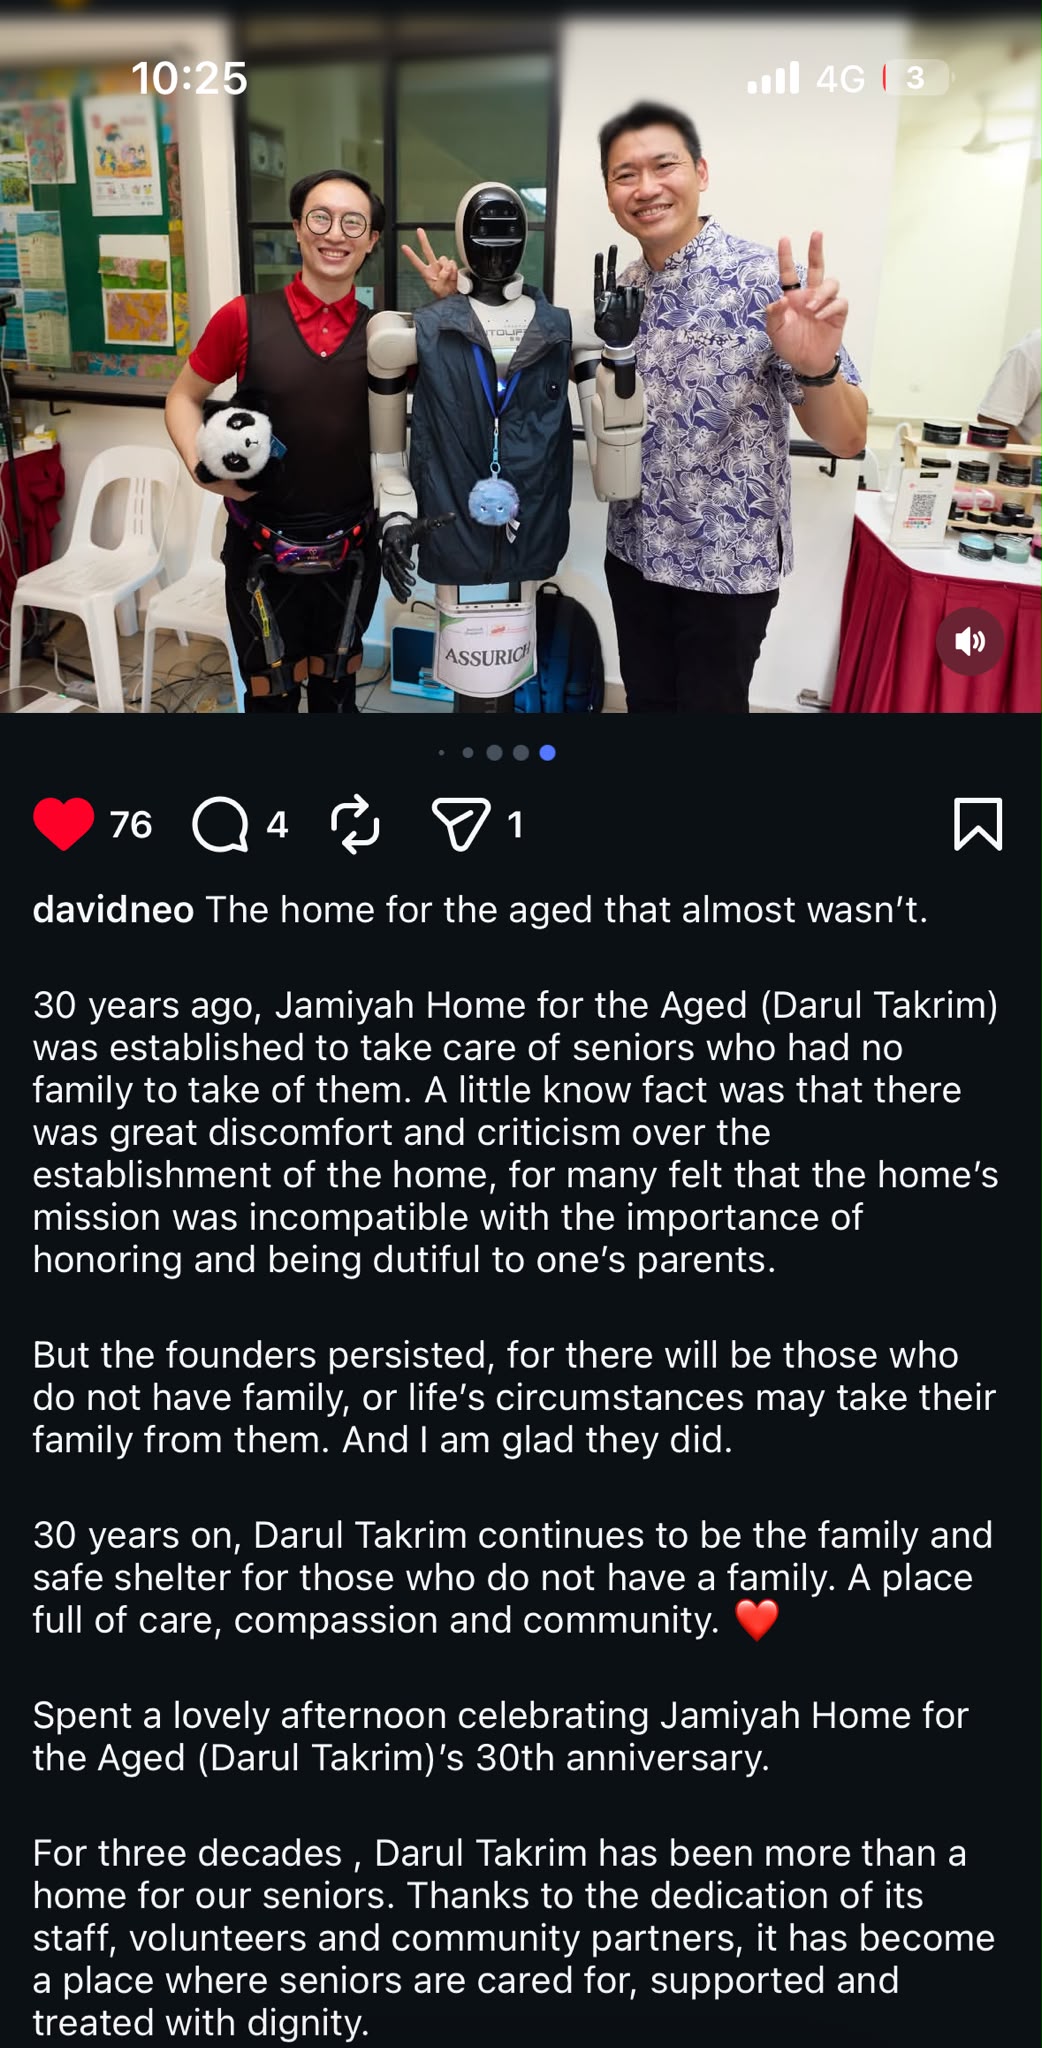 10:25
4G
3
ASSURICH
76
4
1
davidneo The home for the aged that almost wasn't.
30 years ago, Jamiyah Home for the Aged (Darul Takrim)
was established to take care of seniors who had no
family to take of them. A little know fact was that there
was great discomfort and criticism over the
establishment of the home, for many felt that the home's
mission was incompatible with the importance of
honoring and being dutiful to one's parents.
But the founders persisted, for there will be those who
do not have family, or life's circumstances may take their
family from them. And I am glad they did.
30 years on, Darul Takrim continues to be the family and
safe shelter for those who do not have a family. A place
full of care, compassion and community. ❤️
Spent a lovely afternoon celebrating Jamiyah Home for
the Aged (Darul Takrim)'s 30th anniversary.
For three decades , Darul Takrim has been more than a
home for our seniors. Thanks to the dedication of its
staff, volunteers and community partners, it has become
a place where seniors are cared for, supported and
treated with dignity.